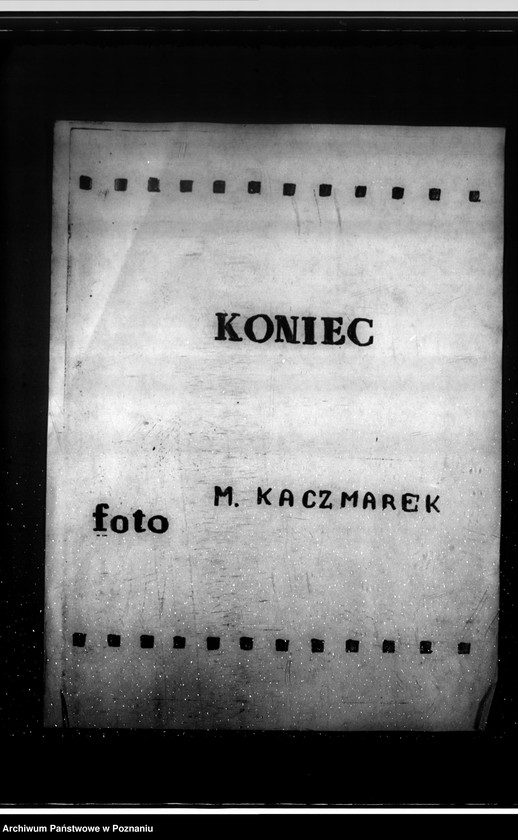 KONIEC
foto M. KACZMAREK
Archiwum Państwowe w Poznaniu